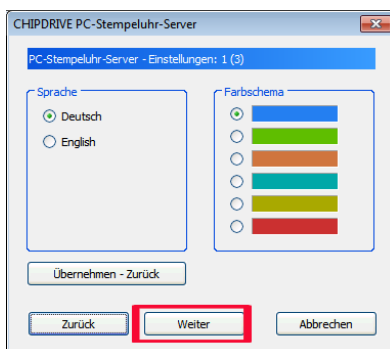 CHIPDRIVE PC-Stempeluhr-Server
PC-Stempeluhr-Server - Einstellungen: 1 (3)
Sprache
Deutsch
English
Farbschema
Übernehmen - Zurück
Zurück
Weiter
Abbrechen